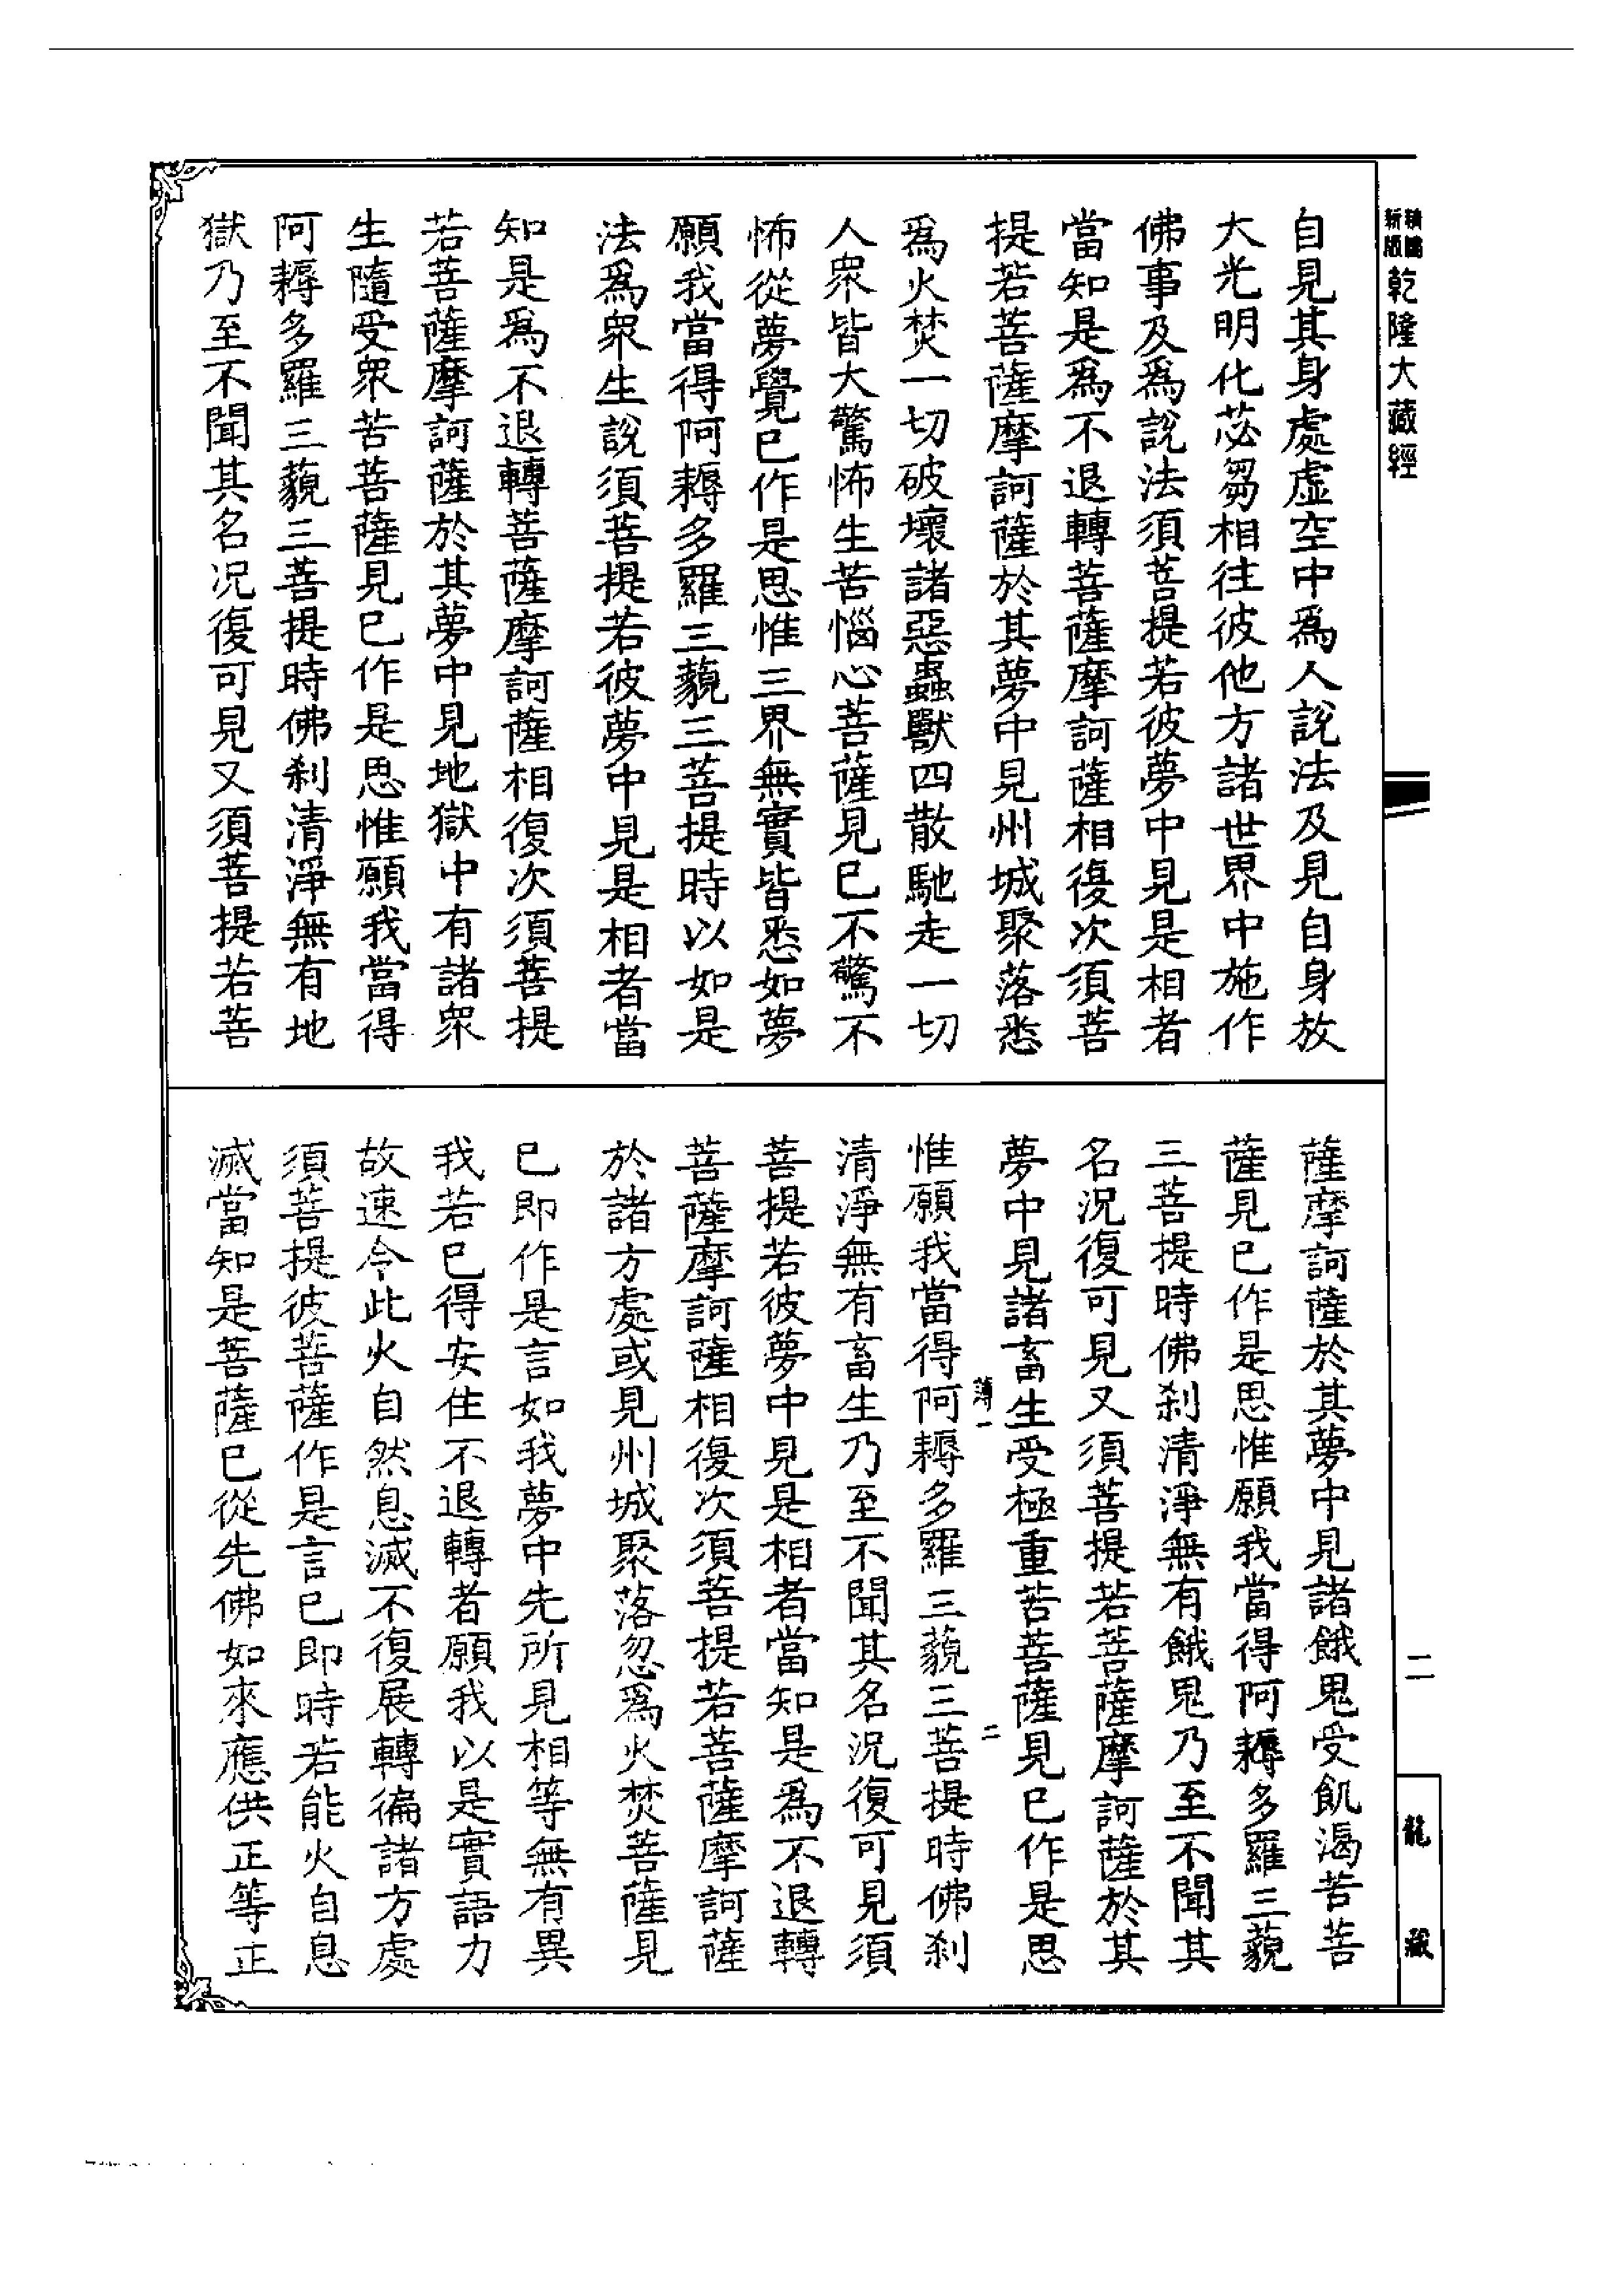 新版
精編
乾隆大藏經
自見其身處虛空中爲人說法及見自身放
大光明化苾芻相往彼他方諸世界中施作
佛事及爲說法須菩提若彼夢中見是相者
當知是爲不退轉菩薩摩訶薩相復次須菩
提若菩薩摩訶薩於其夢中見州城聚落悉
爲火焚一切破壞諸惡蟲獸四散馳走一切
人衆皆大驚怖生苦惱心菩薩見已不驚不
怖從夢覺已作是思惟三界無實皆悉如夢
願我當得阿耨多羅三藐三菩提時以如是
法爲衆生說須菩提若彼夢中見是相者當
知是爲不退轉菩薩摩訶薩相復次須菩提
若菩薩摩訶薩於其夢中見地獄中有諸衆
生隨受衆苦菩薩見已作是思惟願我當得
阿耨多羅三藐三菩提時佛刹清淨無有地
獄乃至不聞其名况復可見又須菩提若菩
薩摩訶薩於其夢中見諸餓鬼受飢渴苦菩
薩見已作是思惟願我當得阿耨多羅三藐
三菩提時佛刹清淨無有餓鬼乃至不聞其
名況復可見又須菩提若菩薩摩訶薩於其
夢中見諸畜生受極重苦菩薩見已作是思
薄一
二
惟願我當得阿耨多羅三藐三菩提時佛刹
清淨無有畜生乃至不聞其名況復可見須
菩提若彼夢中見是相者當知是爲不退轉
菩薩摩訶薩相復次須菩提若菩薩摩訶薩
於諸方處或見州城聚落忽爲火焚菩薩見
已即作是言如我夢中先所見相等無有異
我若已得安住不退轉者願我以是實語力
故速令此火自然息滅不復展轉徧諸方處
須菩提彼菩薩作是言已即時若能火自息
滅當知是菩薩已從先佛如來應供正等正
二
龍藏